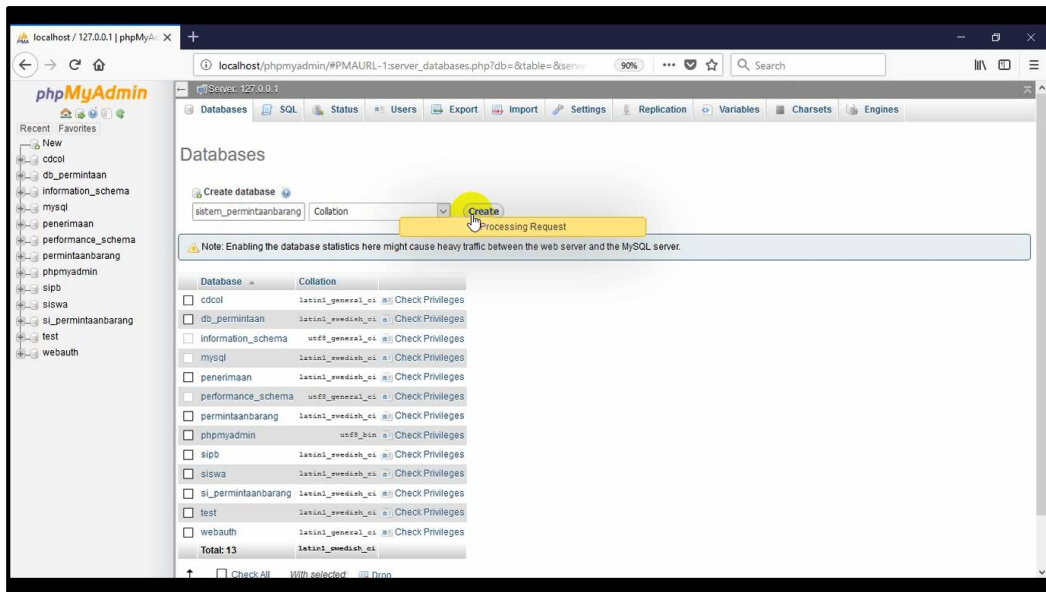 localhost / 127.0.0.1 | phpMyAd
localhost/phpmyadmin/#PMAURL-1:server_databases.php?db=&table=&serve
90%
Search
phpMyAdmin
Recent Favorites
New
cdcol
db_permintaan
information_schema
mysql
penerimaan
performance_schema
permintaanbarang
phpmyadmin
sipb
siswa
si_permintaanbarang
test
webauth
Server: 127.0.0.1
Databases SQL Status Users Export Import Settings Replication Variables Charsets Engines
Databases
Create database
sistem_permintaanbarang Collation Create
Processing Request
Note: Enabling the database statistics here might cause heavy traffic between the web server and the MySQL server.
Database Collation
cdcol latin1_general_ci Check Privileges
db_permintaan latin1_swedish_ci Check Privileges
information_schema utf8_general_ci Check Privileges
mysql latin1_swedish_ci Check Privileges
penerimaan latin1_swedish_ci Check Privileges
performance_schema utf8_general_ci Check Privileges
permintaanbarang latin1_swedish_ci Check Privileges
phpmyadmin utf8_bin Check Privileges
sipb latin1_swedish_ci Check Privileges
siswa latin1_swedish_ci Check Privileges
si_permintaanbarang latin1_swedish_ci Check Privileges
test latin1_swedish_ci Check Privileges
webauth latin1_general_ci Check Privileges
Total: 13 latin1_swedish_ci
Check All With selected: Drop